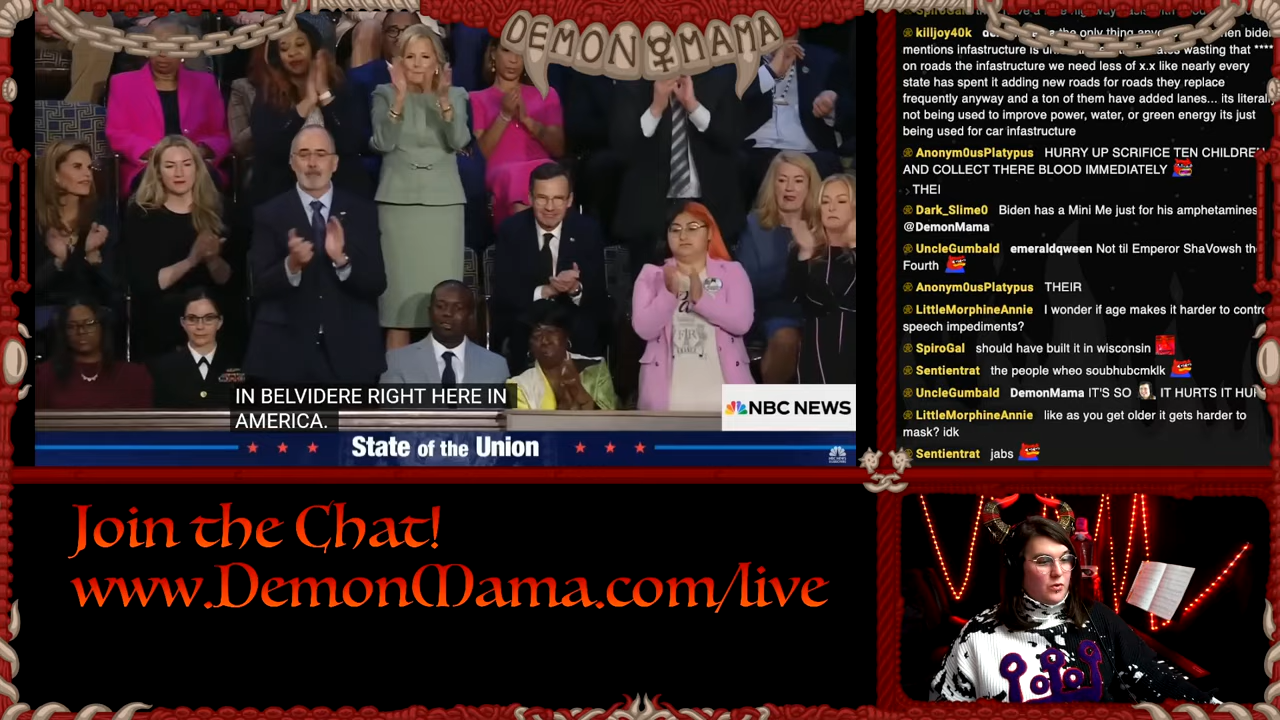 DEMON MAMA
killjoy40k
mentions infastructure is
on roads the infastructure we need less of x.x like nearly every
state has spent it adding new roads for roads they replace
frequently anyway and a ton of them have added lanes... its literal
not being used to improve power, water, or green energy its just
being used for car infastructure
Anonym0usPlatypus HURRY UP SCRIFICE TEN CHILDREN
AND COLLECT THERE BLOOD IMMEDIATELY
THEI
Dark_Slime0 Biden has a Mini Me just for his amphetamines
@DemonMama
UncleGumbald emeraldqween Not til Emperor ShaVowsh the
Fourth
Anonym0usPlatypus THEIR
LittleMorphineAnnie I wonder if age makes it harder to contro
speech impediments?
SpiroGal should have built it in wisconsin
Sentientrat the people wheo soubhubcmklk
UncleGumbald DemonMama IT'S SO IT HURTS IT HUR
LittleMorphineAnnie like as you get older it gets harder to
mask? idk
Sentientrat jabs
IN BELVIDERE RIGHT HERE IN
AMERICA.
NBC NEWS
State of the Union
Join the Chat!
www.DemonMama.com/live